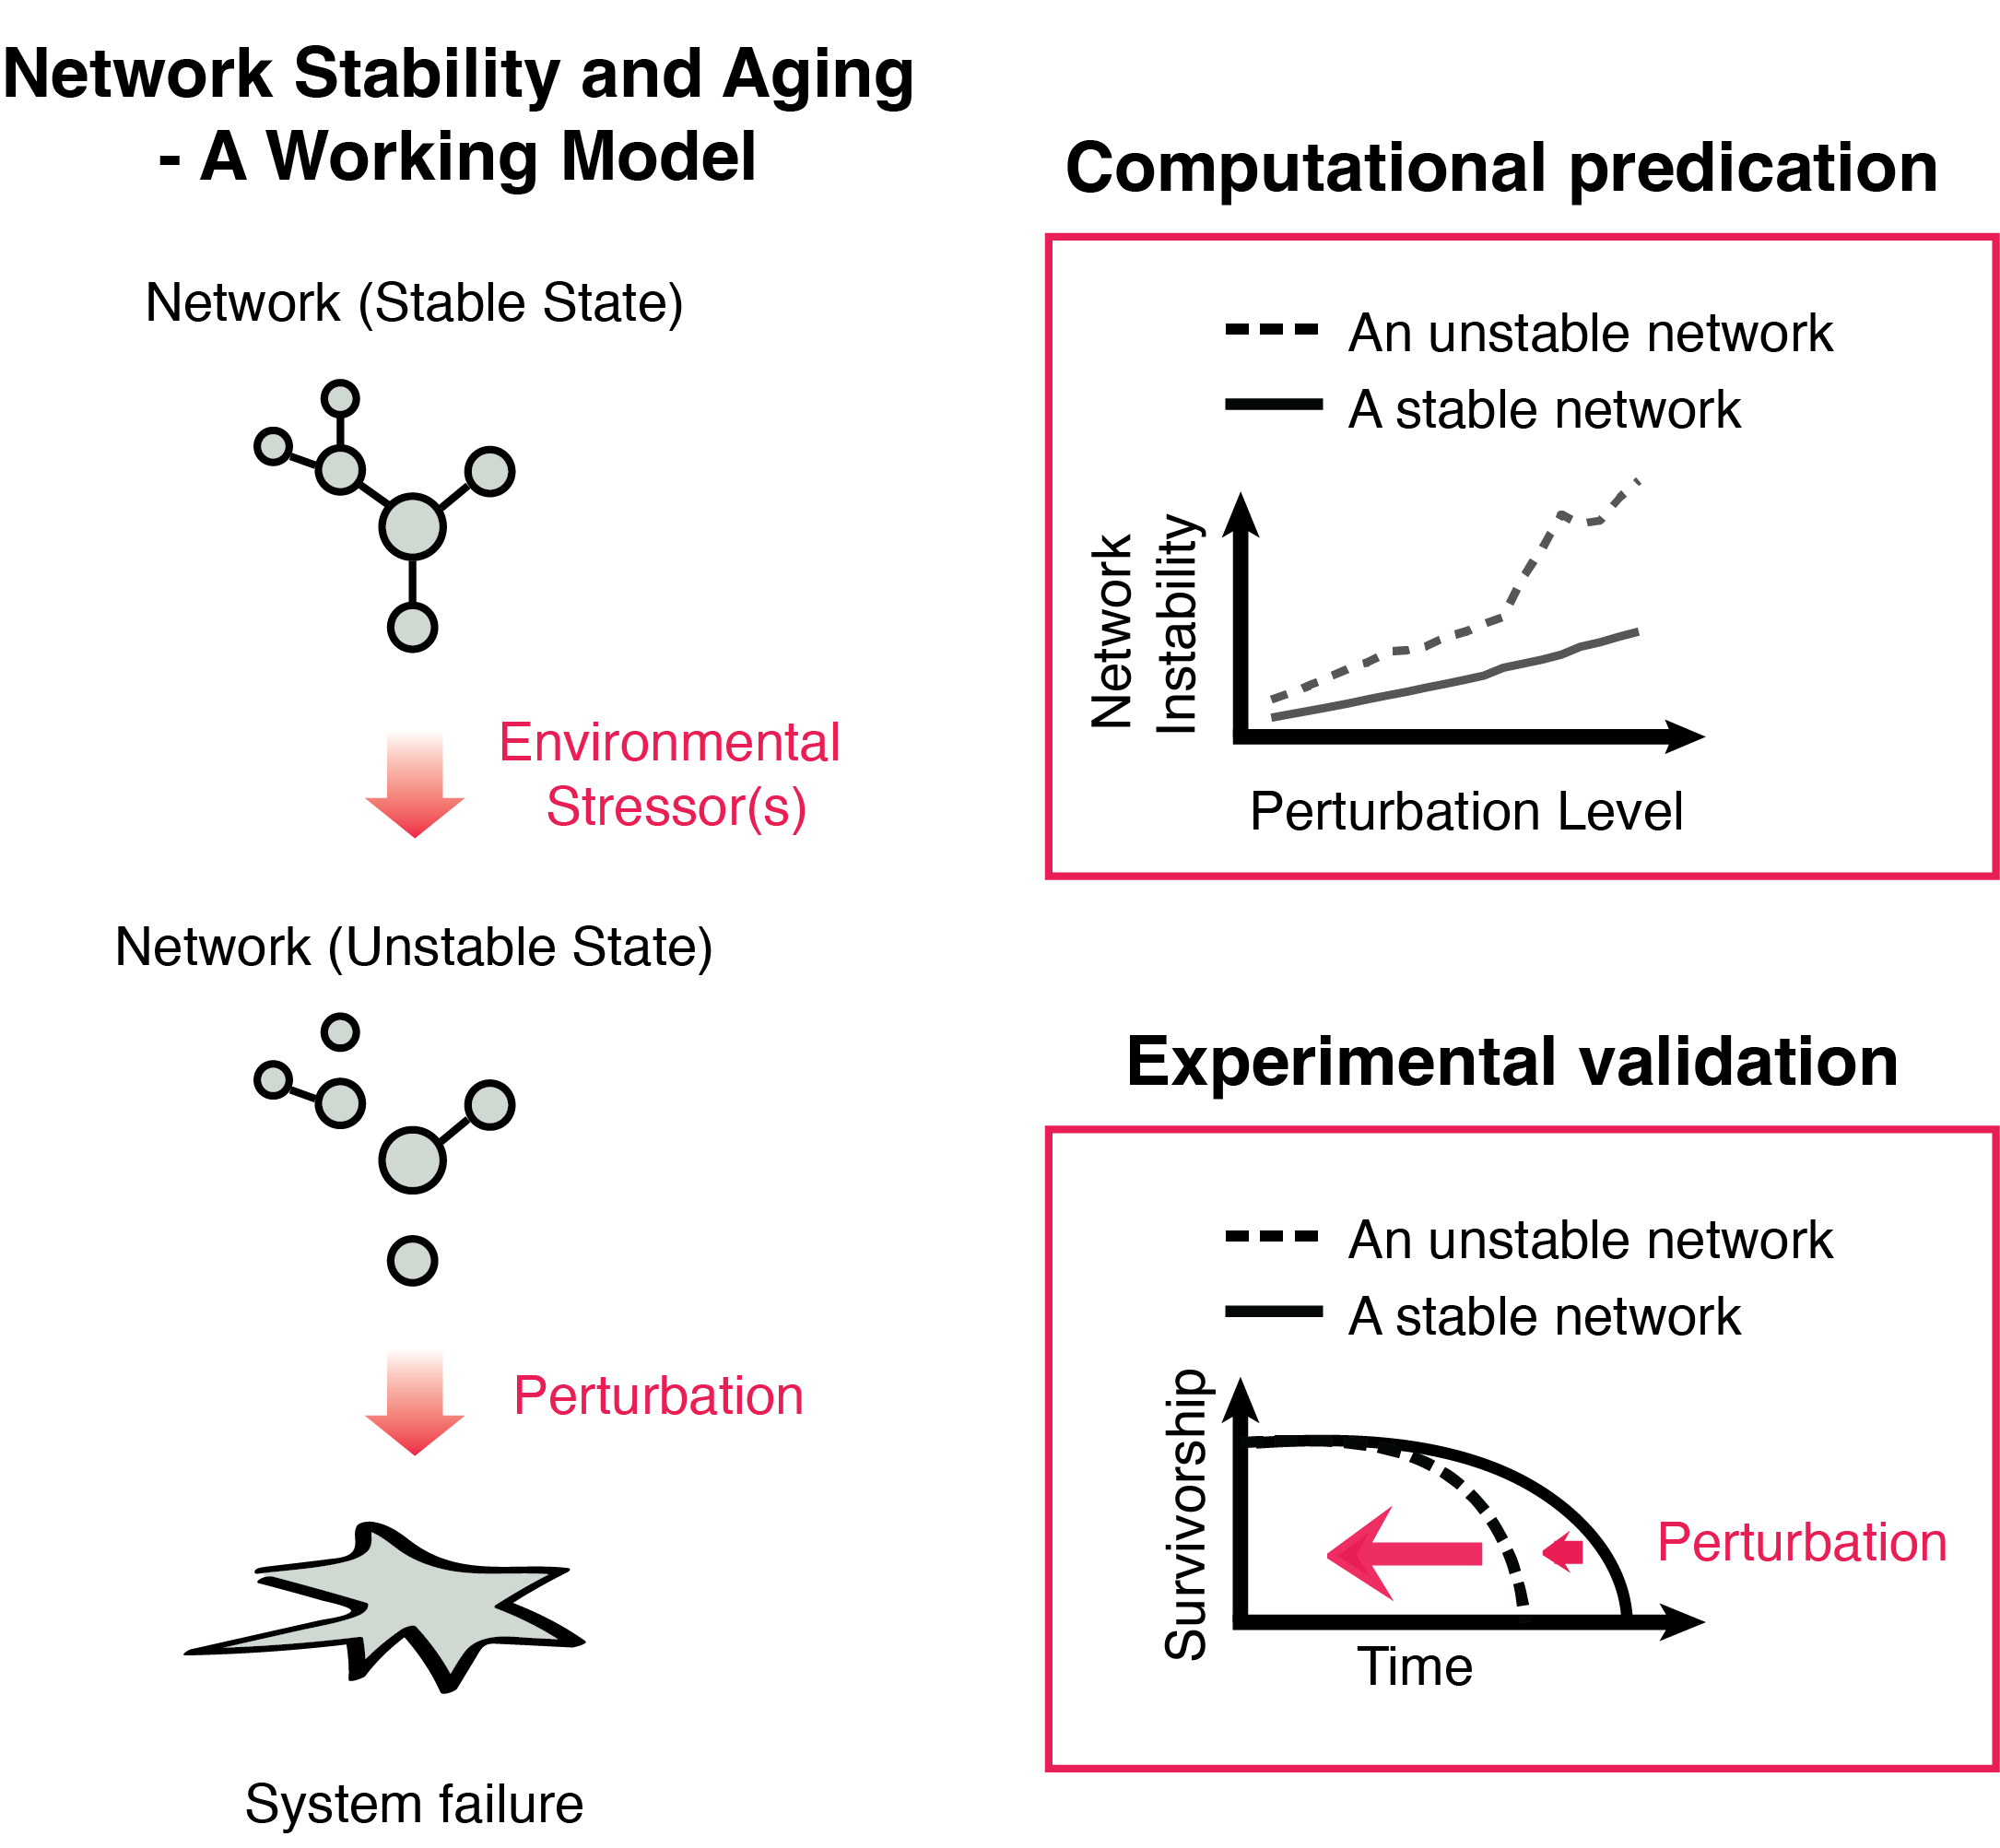 Network Stability and Aging
- A Working Model
Network (Stable State)
Environmental
Stressor(s)
Network (Unstable State)
Perturbation
System failure
Computational predication
An unstable network
A stable network
Network
Instability
Perturbation Level
Experimental validation
An unstable network
A stable network
Survivorship
Perturbation
Time